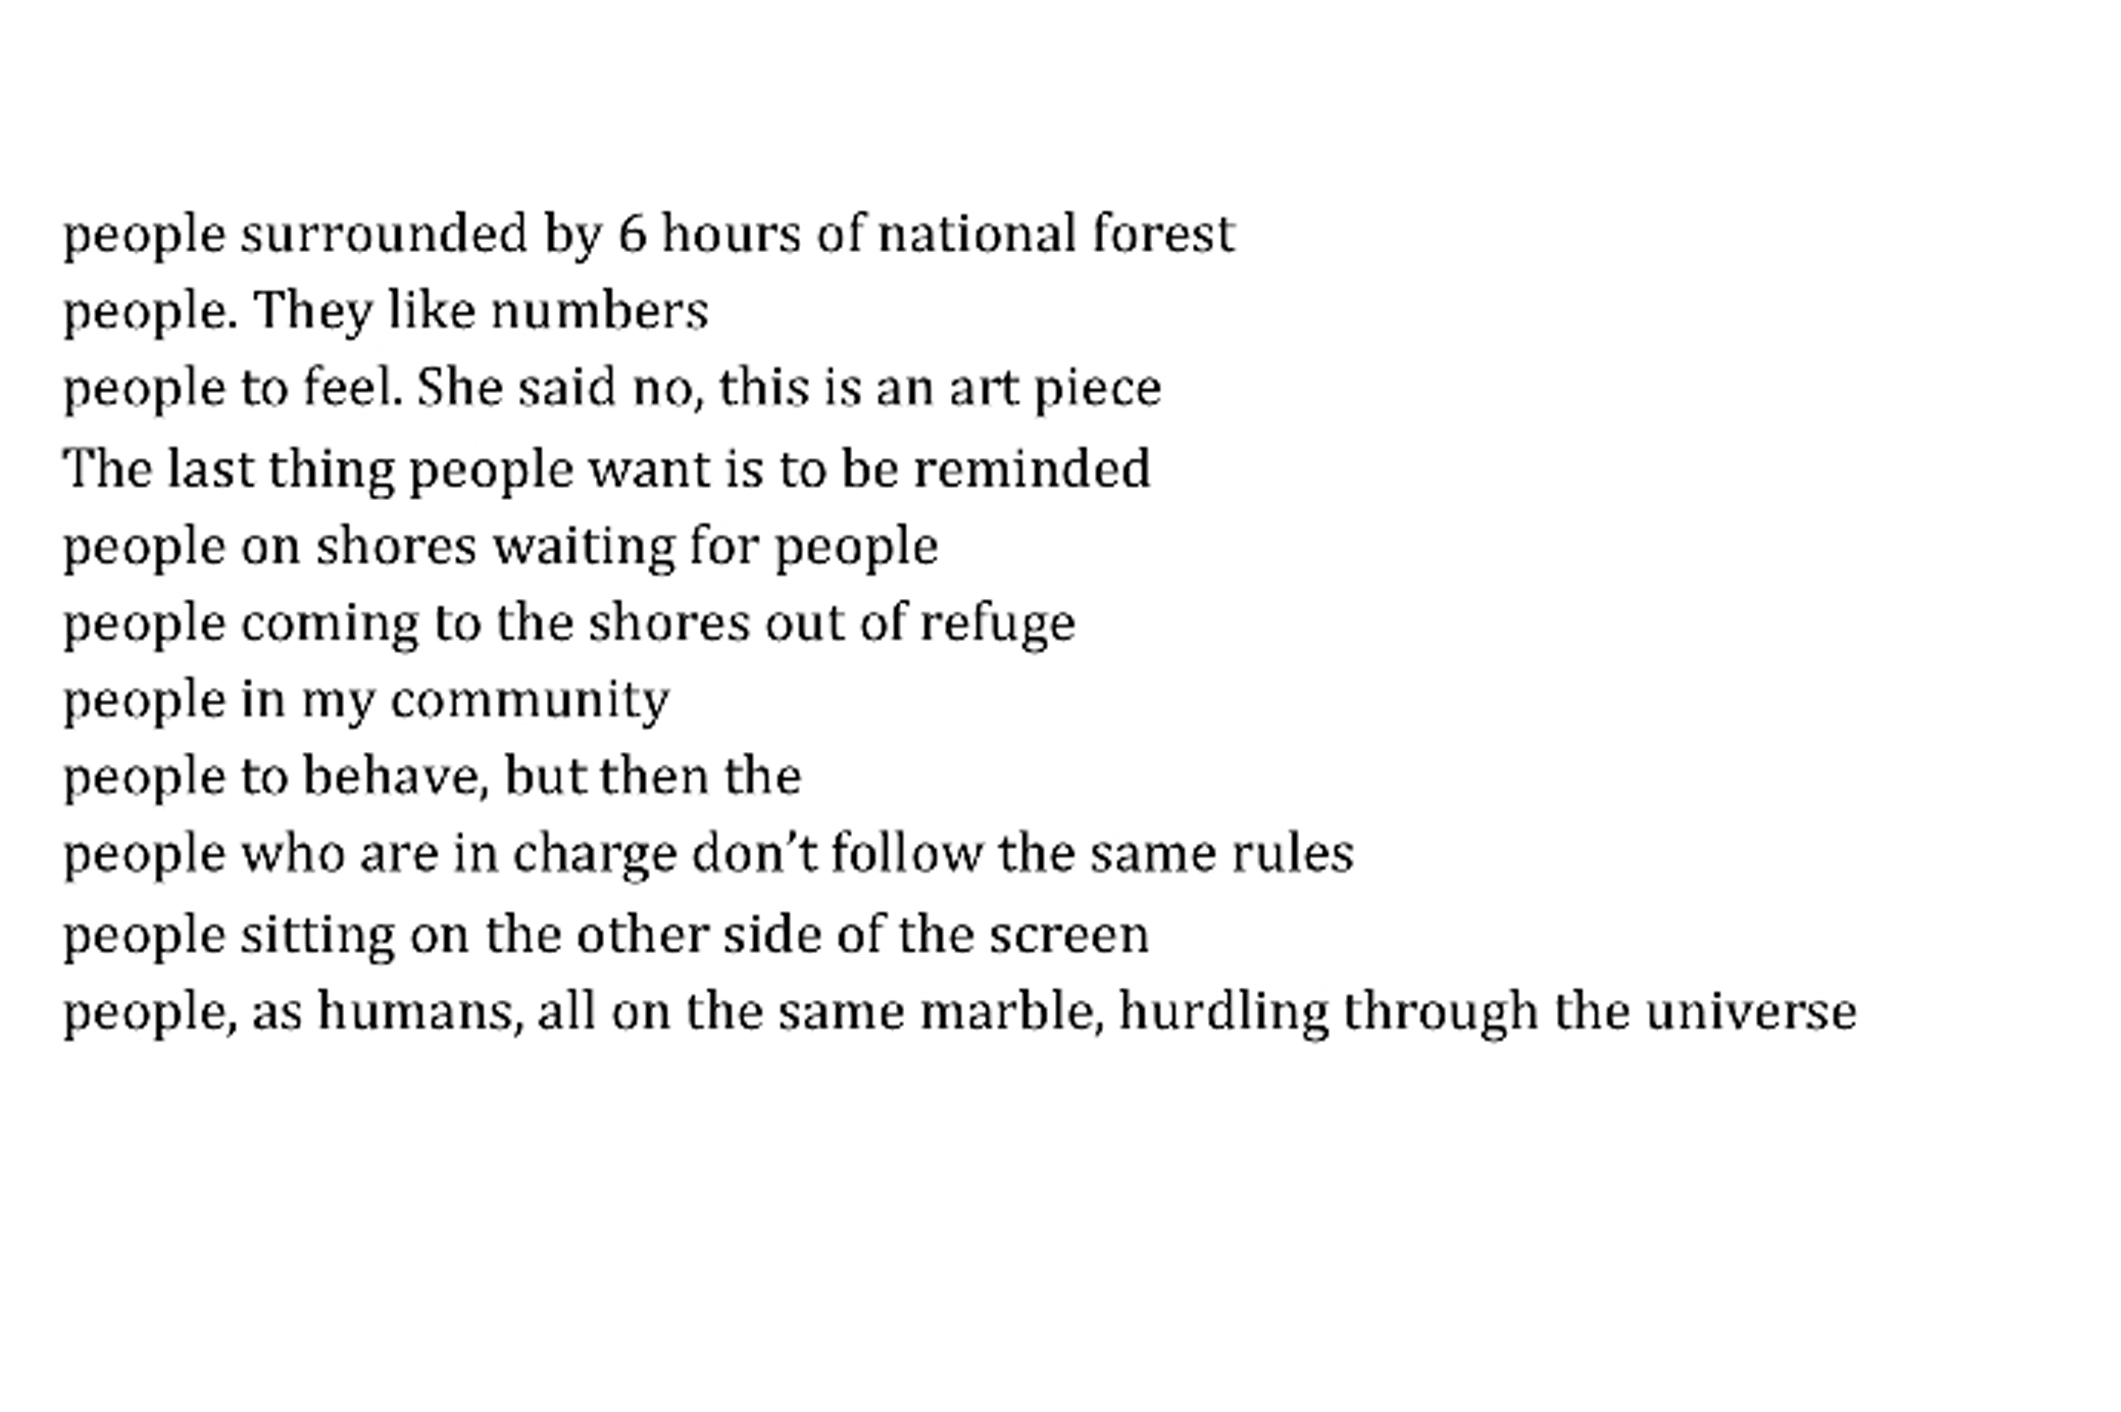 people surrounded by 6 hours of national forest
people. They like numbers
people to feel. She said no, this is an art piece
The last thing people want is to be reminded
people on shores waiting for people
people coming to the shores out of refuge
people in my community
people to behave, but then the
people who are in charge don’t follow the same rules
people sitting on the other side of the screen
people, as humans, all on the same marble, hurdling through the universe